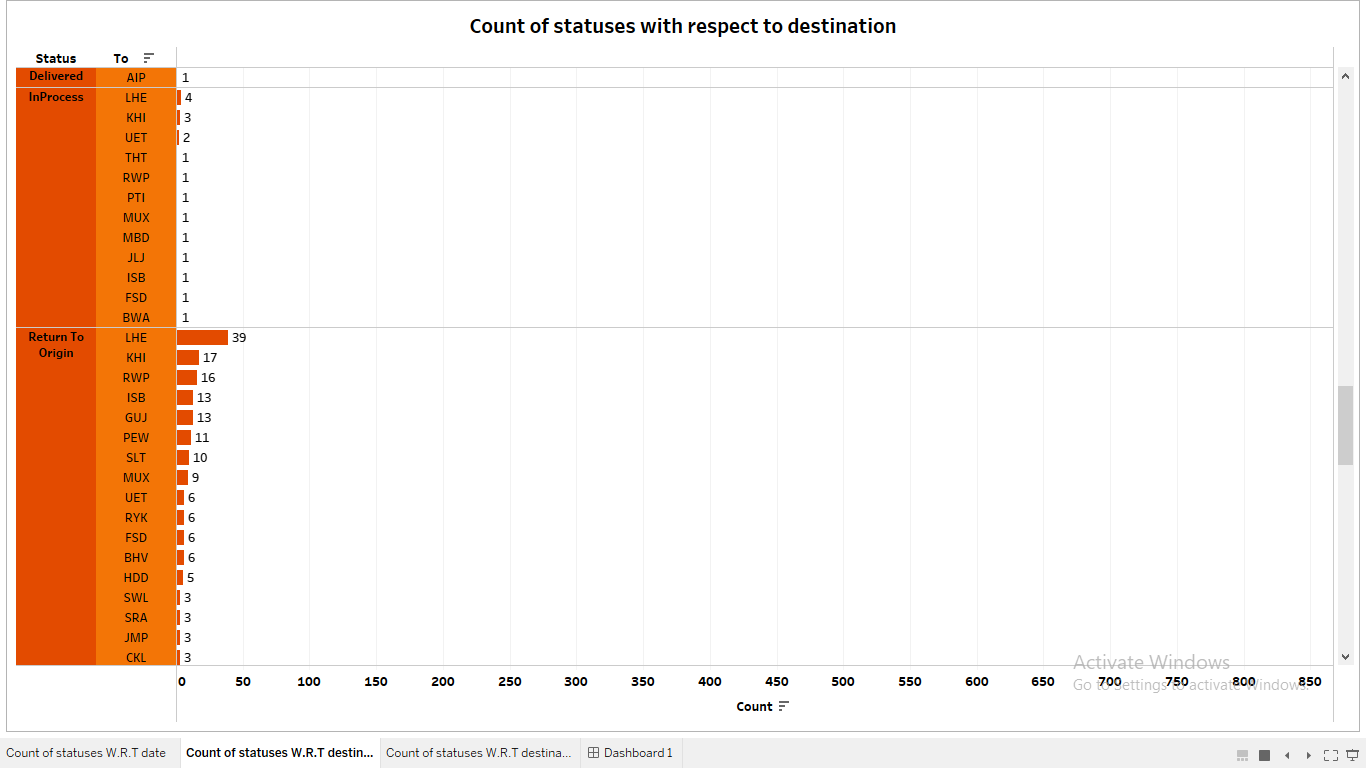 Count of statuses with respect to destination
Status To
Delivered AIP 1
InProcess LHE 4
KHI 3
UET 2
THT 1
RWP 1
PTI 1
MUX 1
MBD 1
JLJ 1
ISB 1
FSD 1
BWA 1
Return To Origin LHE 39
KHI 17
RWP 16
ISB 13
GUJ 13
PEW 11
SLT 10
MUX 9
UET 6
RYK 6
FSD 6
BHV 6
HDD 5
SWL 3
SRA 3
JMP 3
CKL 3
Activate Windows
0 50 100 150 200 250 300 350 400 450 500 550 600 650 700 750 800 850
Go to Settings to activate Windows.
Count
Count of statuses W.R.T date Count of statuses W.R.T destin... Count of statuses W.R.T destina... Dashboard 1